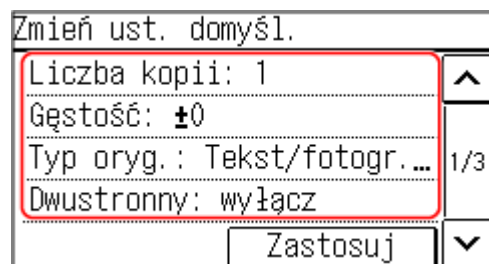 Zmień ust. domyśl.
Liczba kopii: 1
Gęstość: ±0
Typ oryg.: Tekst/fotogr.…
1/3
Dwustronny: wyłącz
Zastosuj